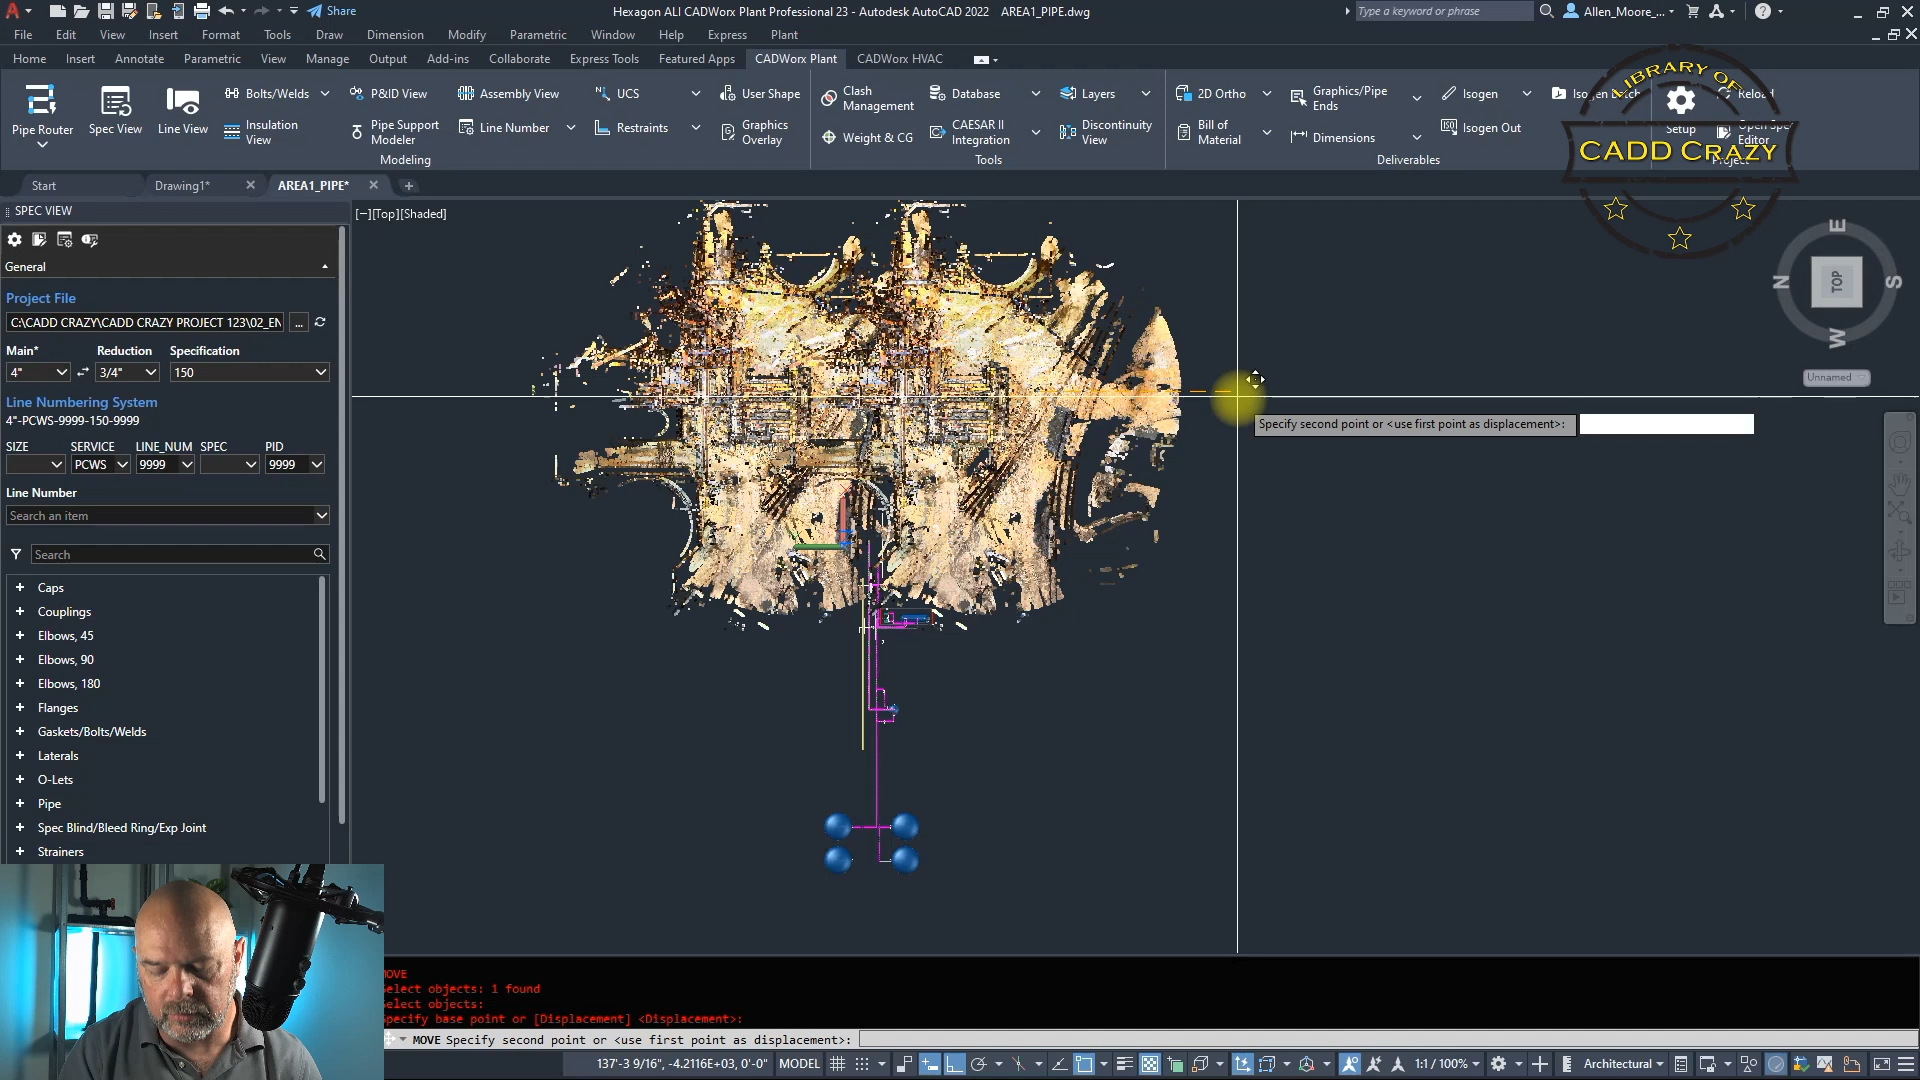 Share
Hexagon ALI CADWorx Plant Professional 23 - Autodesk AutoCAD 2022 AREA1_PIPE.dwg
Type a keyword or phrase
Allen_Moore_...
File Edit View Insert Format Tools Draw Dimension Modify Parametric Window Help Express Plant
Home Insert Annotate Parametric View Manage Output Add-ins Collaborate Express Tools Featured Apps CADWorx Plant CADWorx HVAC
LIBRARY OF
CADD CRAZY
Pipe Router
Spec View
Line View
Bolts/Welds
Insulation
View
P&ID View
Pipe Support
Modeler
Assembly View
Line Number
UCS
Restraints
User Shape
Graphics
Overlay
Modeling
Clash
Management
Weight & CG
Database
CAESAR II
Integration
Layers
Discontinuity
View
Tools
2D Ortho
Bill of
Material
Graphics/Pipe
Ends
Dimensions
Isogen
Isogen Out
Deliverables
Setup
Reload
Editor
Start
Drawing1*
AREA1_PIPE*
SPEC VIEW
[−][Top][Shaded]
General
Project File
C:\CADD CRAZY\CADD CRAZY PROJECT 123\02_EN
...
Main* Reduction Specification
4" 3/4" 150
Line Numbering System
4"-PCWS-9999-150-9999
SIZE SERVICE LINE_NUM SPEC PID
PCWS 9999 9999
Line Number
Search an item
Search
Caps
Couplings
Elbows, 45
Elbows, 90
Elbows, 180
Flanges
Gaskets/Bolts/Welds
Laterals
O-Lets
Pipe
Spec Blind/Bleed Ring/Exp Joint
Strainers
E
N TOP S
W
Unnamed
Specify second point or <use first point as displacement>:
MOVE
Select objects: 1 found
Select objects:
Specify base point or [Displacement] <Displacement>:
MOVE Specify second point or <use first point as displacement>:
137'-3 9/16", -4.2116E+03, 0'-0" MODEL
1:1 / 100%
Architectural